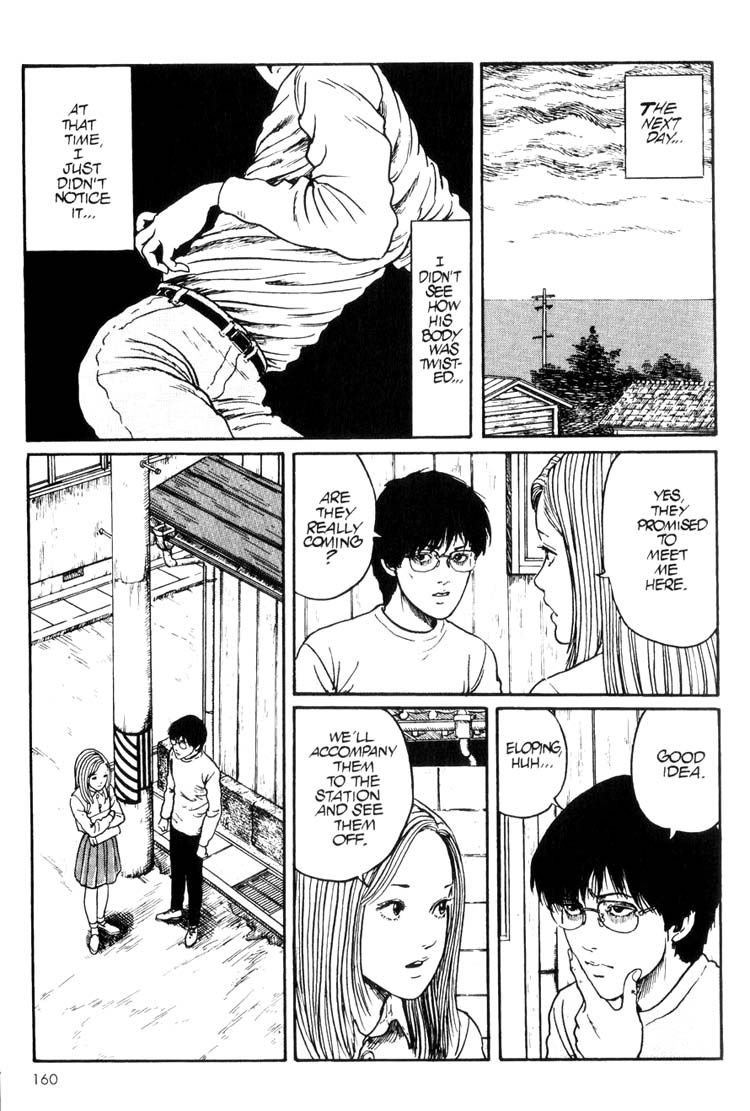 AT
THAT
TIME,
I
JUST
DIDN'T
NOTICE
IT...
I
DIDN'T
SEE
HOW
HIS
BODY
WAS
TWIST-
ED...
THE
NEXT
DAY...
ARE
THEY
REALLY
COMING
?
YES,
THEY
PROMISED
TO
MEET
ME
HERE.
WE'LL
ACCOMPANY
THEM
TO THE
STATION
AND SEE
THEM
OFF.
ELOPING,
HUH...
GOOD
IDEA.
160